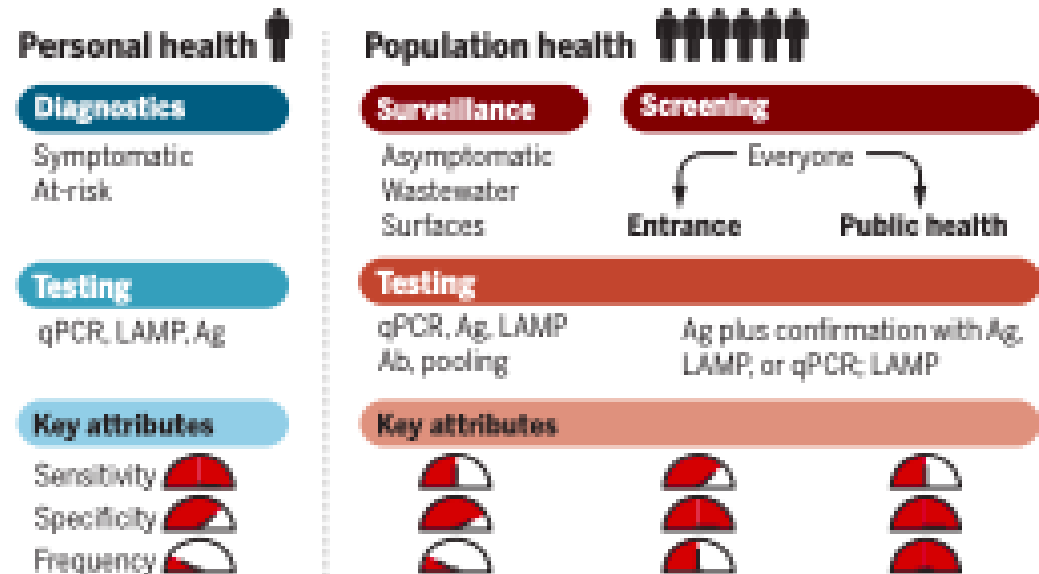 Personal health
Population health
Diagnostics
Symptomatic
At-risk
Surveillance
Asymptomatic
Wastewater
Surfaces
Screening
Everyone
Entrance
Public health
Testing
qPCR, LAMP, Ag
Testing
qPCR, Ag, LAMP
Ab, pooling
Ag plus confirmation with Ag,
LAMP, or qPCR; LAMP
Key attributes
Key attributes
Sensitivity
Specificity
Frequency